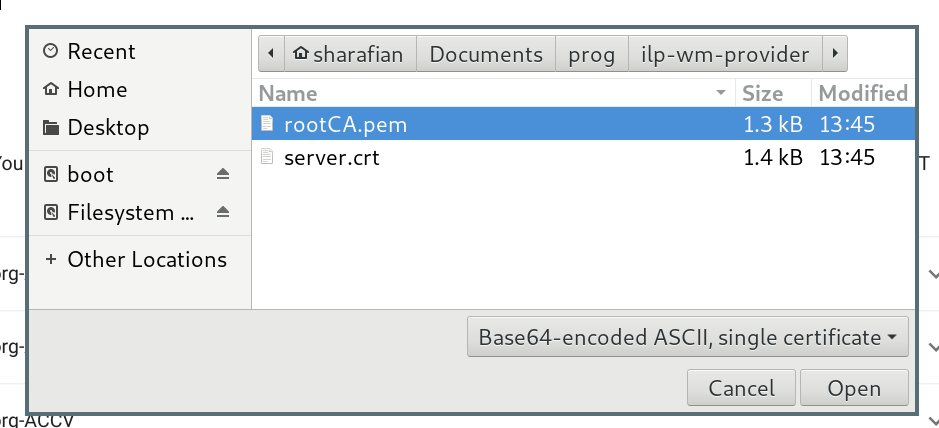 Recent
Home
Desktop
boot
Filesystem ...
Other Locations
sharafian Documents prog ilp-wm-provider
Name Size Modified
rootCA.pem 1.3 kB 13:45
server.crt 1.4 kB 13:45
You
T
org-
org-
org-ACCV
Base64-encoded ASCII, single certificate
Cancel Open